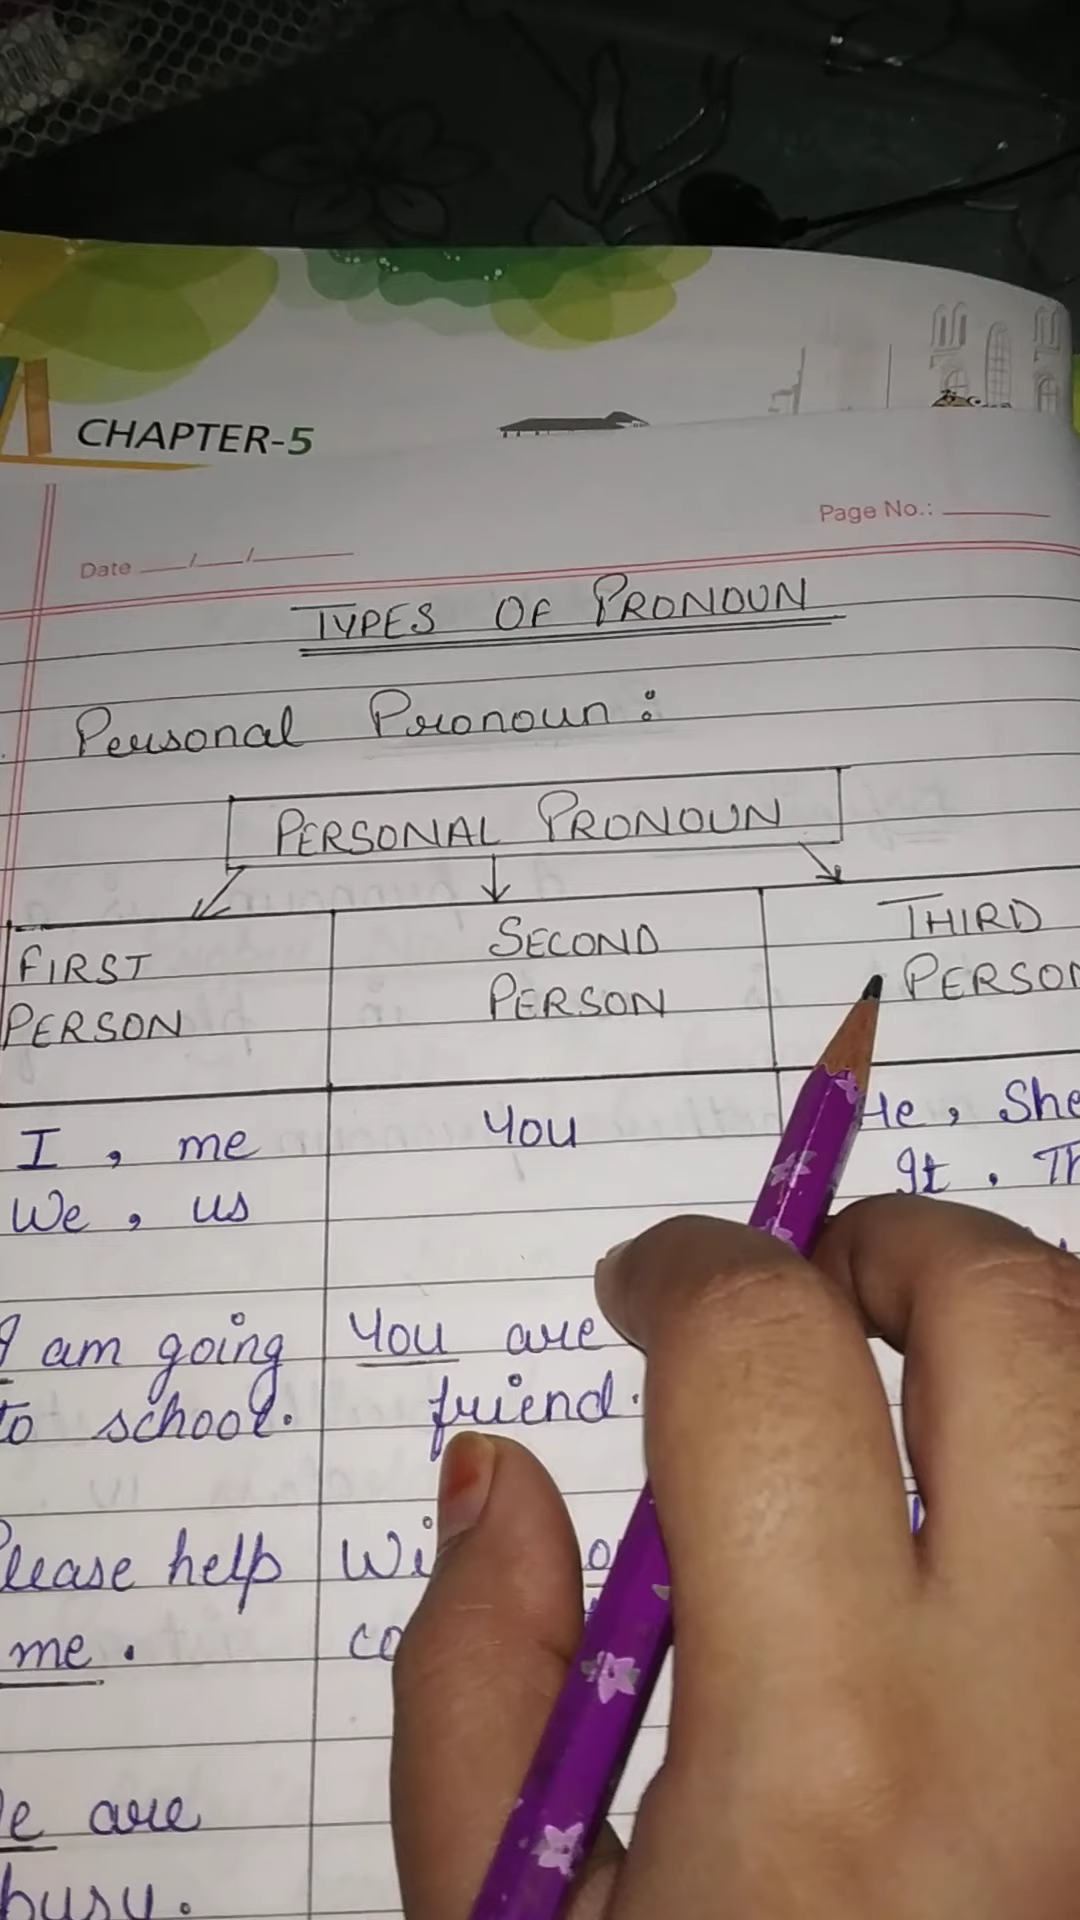 CHAPTER-5
Page No.:
Date
TYPES OF PRONOUN
Personal Pronoun :
PERSONAL PRONOUN
FIRST PERSON
SECOND PERSON
THIRD PERSON
I , me
We , us
You
He , She
It ,
I am going
to school.
You are
friend.
Please help
me .
are
busy.